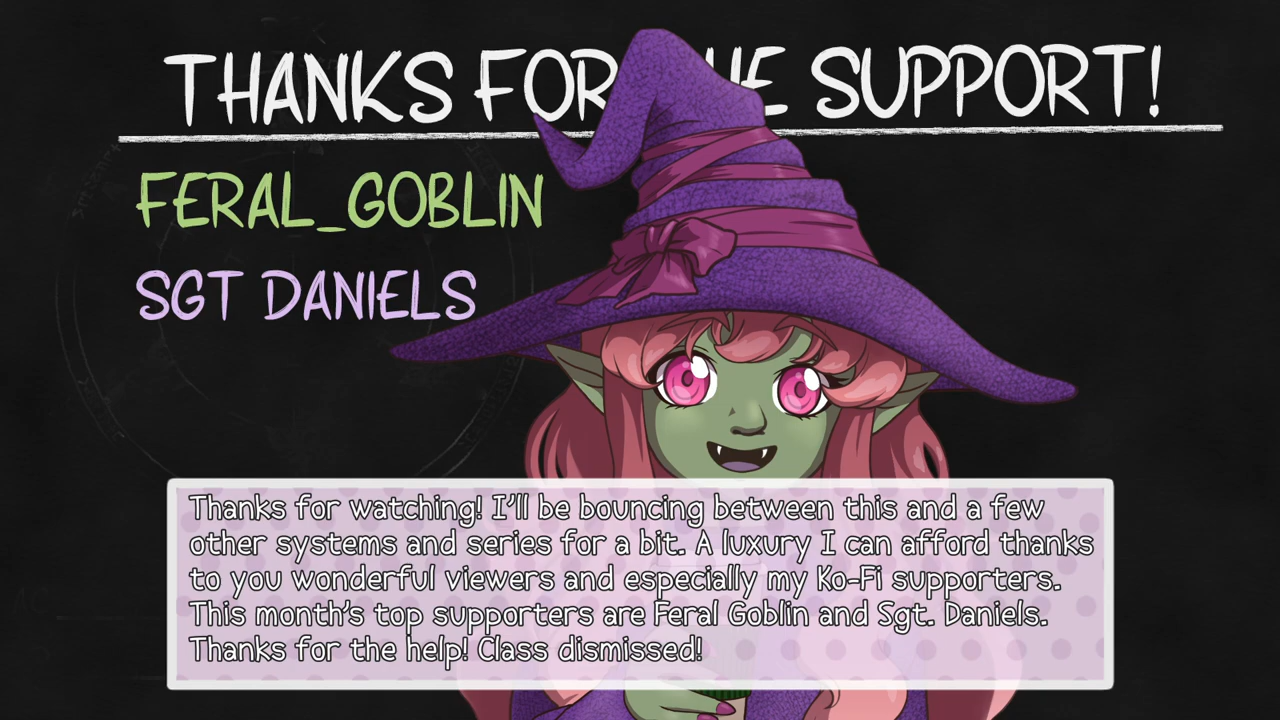 THANKS FOR THE SUPPORT!
FERAL_GOBLIN
SGT DANIELS
Thanks for watching! I'll be bouncing between this and a few
other systems and series for a bit. A luxury I can afford thanks
to you wonderful viewers and especially my Ko-Fi supporters.
This month's top supporters are Feral Goblin and Sgt. Daniels.
Thanks for the help! Class dismissed!